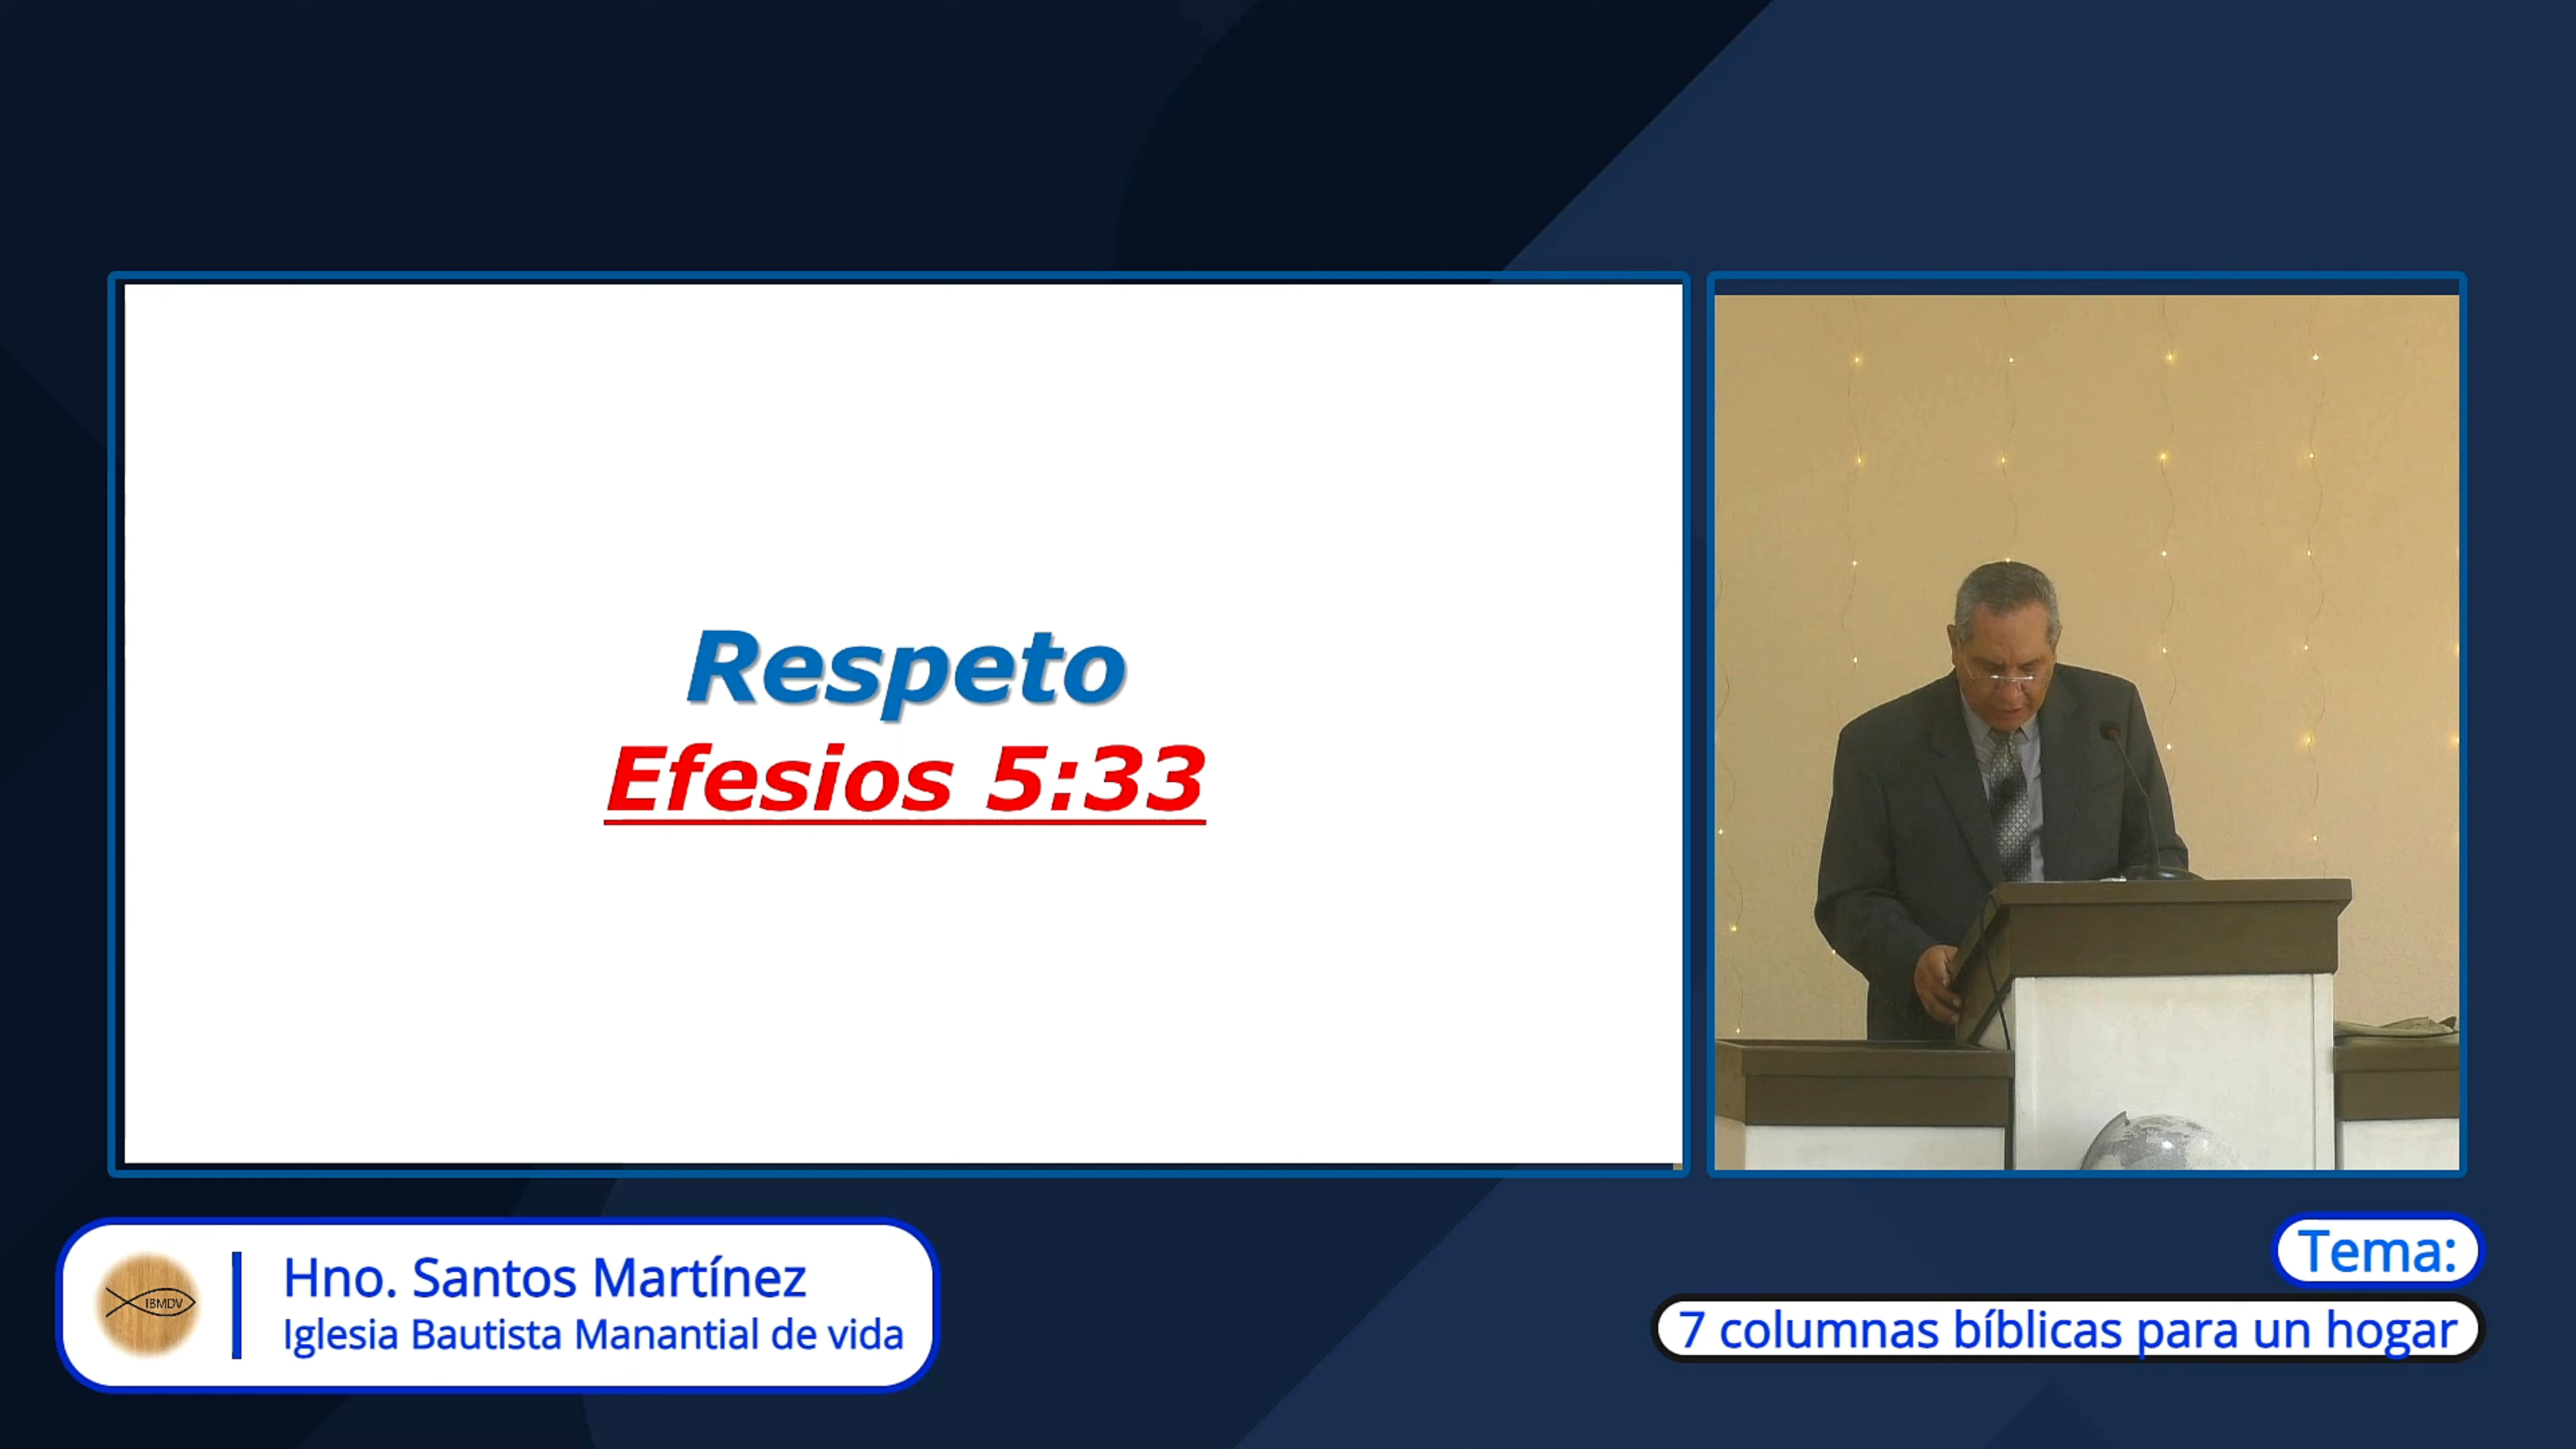 Respeto
Efesios 5:33
IBMDV
Hno. Santos Martínez
Iglesia Bautista Manantial de vida
Tema:
7 columnas bíblicas para un hogar